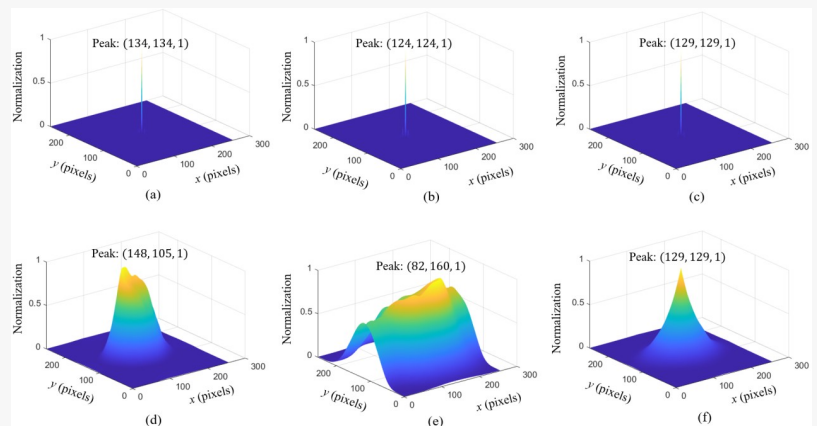 Peak: (134, 134, 1)
1
0.5
0
Normalization
200
100
0
y (pixels)
0
100
200
300
x (pixels)
(a)
Peak: (124, 124, 1)
1
0.5
0
Normalization
200
100
0
y (pixels)
0
100
200
300
x (pixels)
(b)
Peak: (129, 129, 1)
1
0.5
0
Normalization
200
100
0
y (pixels)
0
100
200
300
x (pixels)
(c)
Peak: (148, 105, 1)
1
0.5
0
Normalization
200
100
0
y (pixels)
0
100
200
300
x (pixels)
(d)
Peak: (82, 160, 1)
1
0.5
0
Normalization
200
100
0
y (pixels)
0
100
200
300
x (pixels)
(e)
Peak: (129, 129, 1)
1
0.5
0
Normalization
200
100
0
y (pixels)
0
100
200
300
x (pixels)
(f)